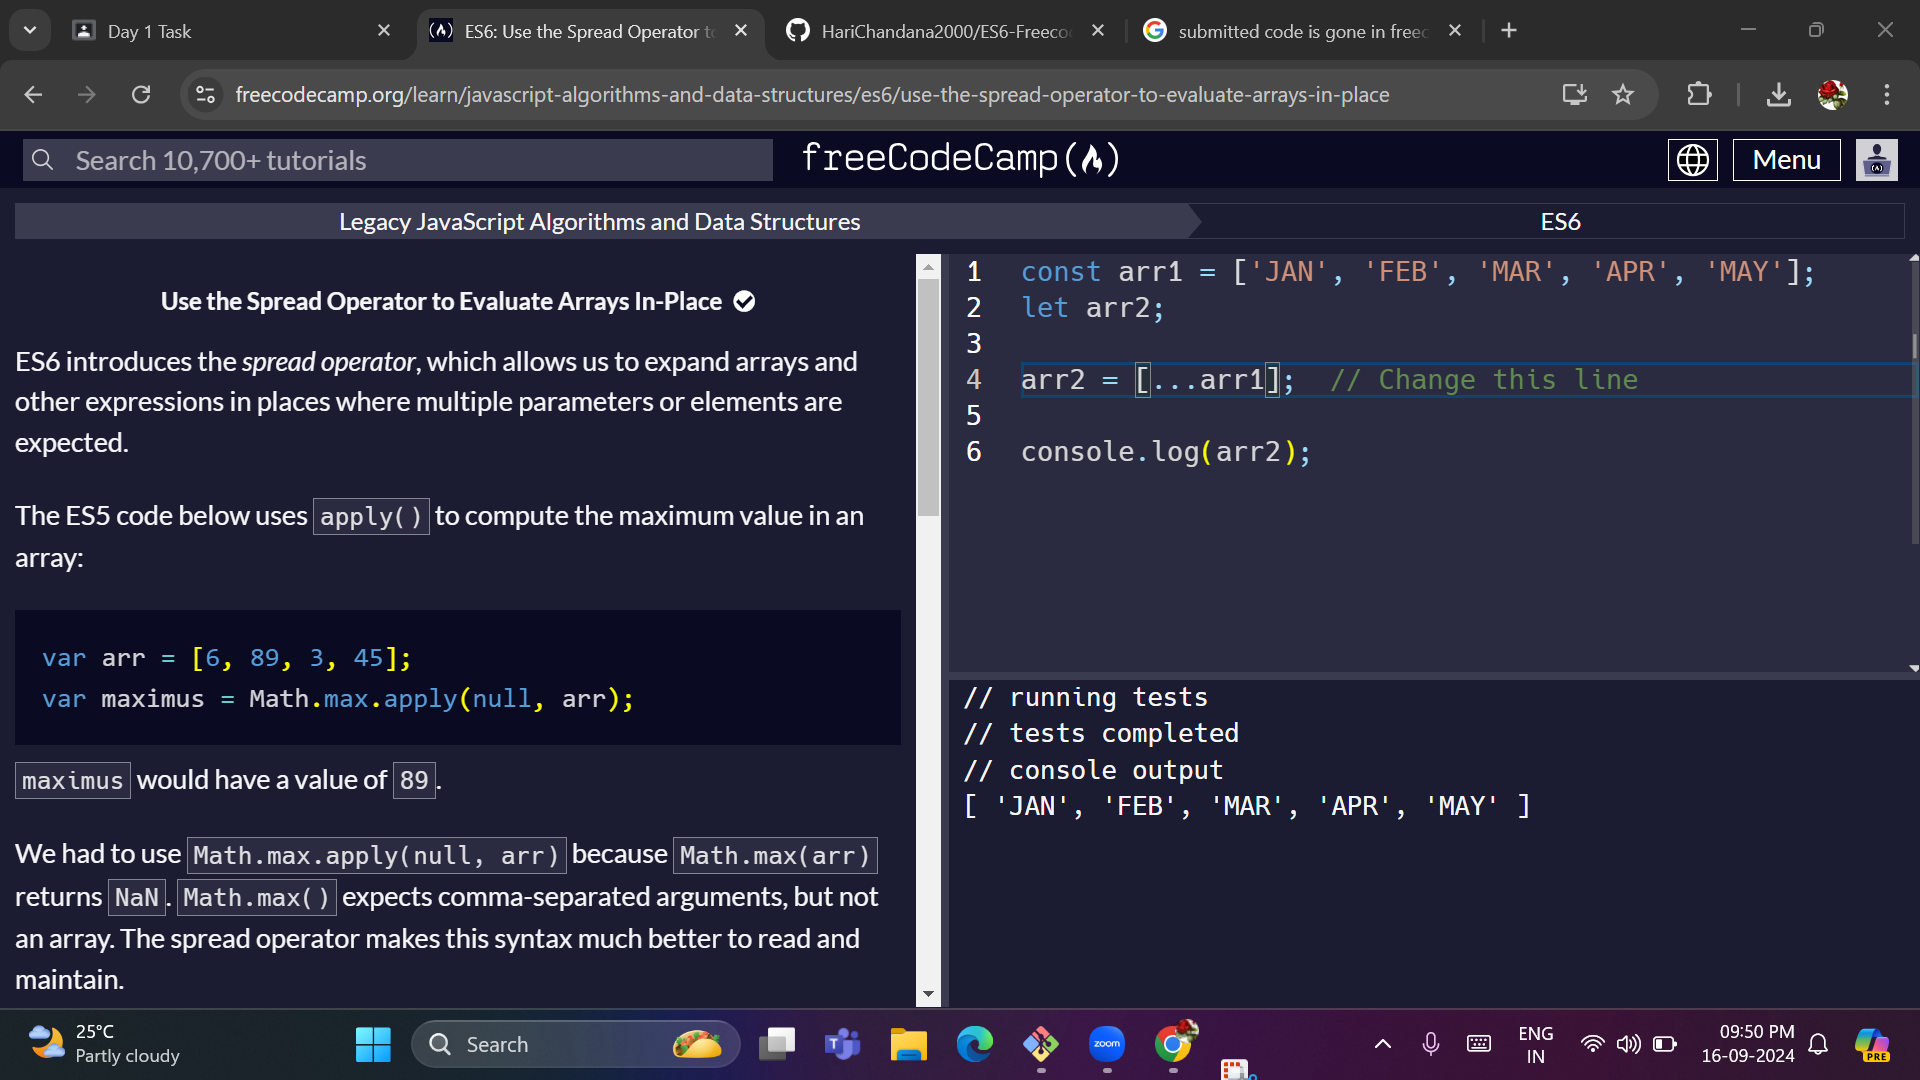 Day 1 Task
ES6: Use the Spread Operator to
HariChandana2000/ES6-Freeco
submitted code is gone in freec
freecodecamp.org/learn/javascript-algorithms-and-data-structures/es6/use-the-spread-operator-to-evaluate-arrays-in-place
Search 10,700+ tutorials
freeCodeCamp
Menu
Legacy JavaScript Algorithms and Data Structures
ES6
Use the Spread Operator to Evaluate Arrays In-Place
ES6 introduces the spread operator, which allows us to expand arrays and
other expressions in places where multiple parameters or elements are
expected.
The ES5 code below uses apply() to compute the maximum value in an
array:
var arr = [6, 89, 3, 45];
var maximus = Math.max.apply(null, arr);
maximus would have a value of 89.
We had to use Math.max.apply(null, arr) because Math.max(arr)
returns NaN. Math.max() expects comma-separated arguments, but not
an array. The spread operator makes this syntax much better to read and
maintain.
1 const arr1 = ['JAN', 'FEB', 'MAR', 'APR', 'MAY'];
2 let arr2;
3
4 arr2 = [...arr1]; // Change this line
5
6 console.log(arr2);
// running tests
// tests completed
// console output
[ 'JAN', 'FEB', 'MAR', 'APR', 'MAY' ]
25°C
Partly cloudy
Search
zoom
ENG
IN
09:50 PM
16-09-2024
PRE